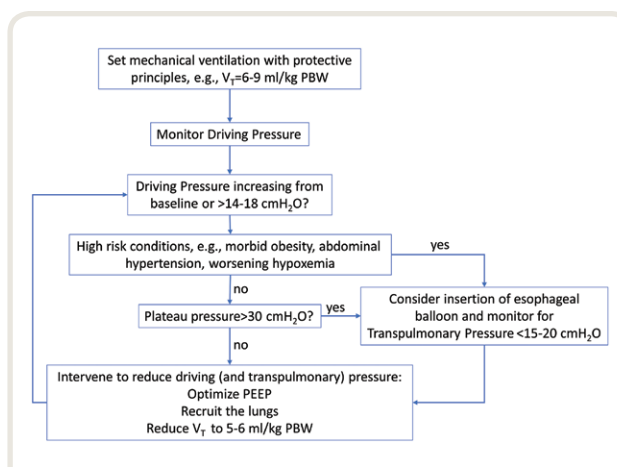 Set mechanical ventilation with protective
principles, e.g., V_T=6-9 ml/kg PBW
Monitor Driving Pressure
Driving Pressure increasing from
baseline or >14-18 cmH₂O?
High risk conditions, e.g., morbid obesity, abdominal
hypertension, worsening hypoxemia
yes
no
Plateau pressure>30 cmH₂O?
yes
Consider insertion of esophageal
balloon and monitor for
Transpulmonary Pressure <15-20 cmH₂O
no
Intervene to reduce driving (and transpulmonary) pressure:
Optimize PEEP
Recruit the lungs
Reduce V_T to 5-6 ml/kg PBW